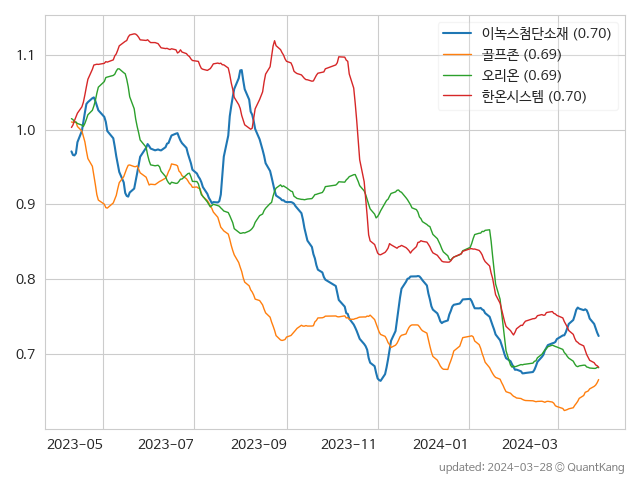 이녹스첨단소재 (0.70)
골프존 (0.69)
오리온 (0.69)
한온시스템 (0.70)
1.1
1.0
0.9
0.8
0.7
2023-05 2023-07 2023-09 2023-11 2024-01 2024-03
updated: 2024-03-28 © QuantKang